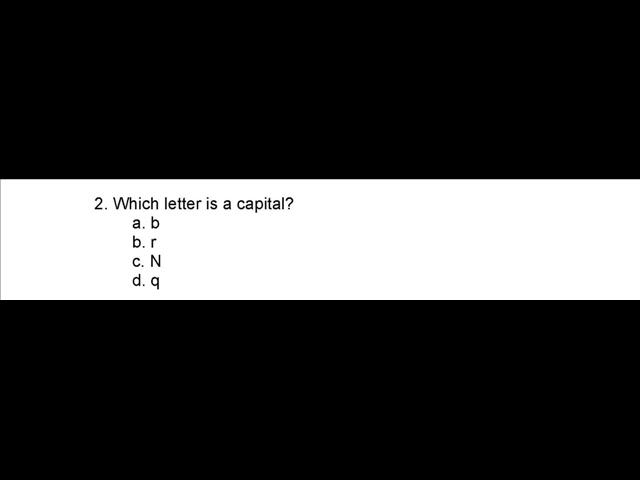 2. Which letter is a capital?
a. b
b. r
c. N
d. q